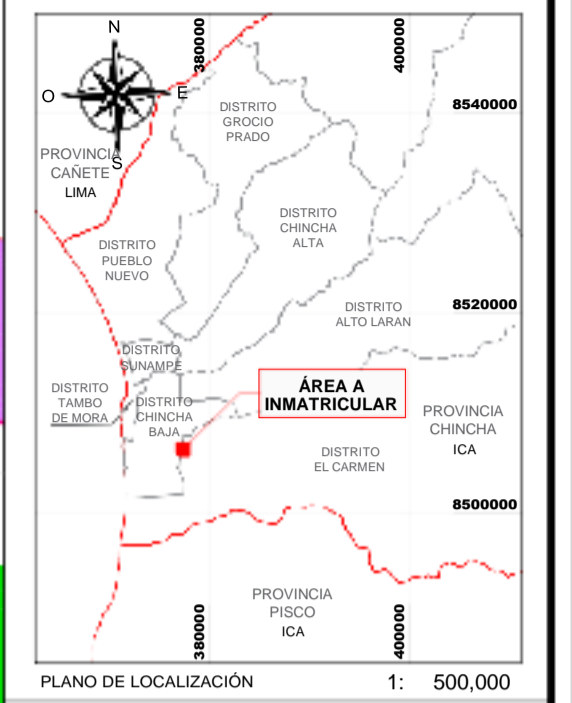 N
380000
400000
O
E
8540000
DISTRITO
GROCIO
PRADO
PROVINCIA
S
CAÑETE
LIMA
DISTRITO
CHINCHA
ALTA
DISTRITO
PUEBLO
NUEVO
8520000
DISTRITO
ALTO LARAN
DISTRITO
SUNAMPE
DISTRITO
TAMBO
DE MORA
DISTRITO
CHINCHA
BAJA
ÁREA A
INMATRICULAR
PROVINCIA
CHINCHA
ICA
DISTRITO
EL CARMEN
8500000
PROVINCIA
PISCO
ICA
380000
400000
PLANO DE LOCALIZACIÓN 1: 500,000